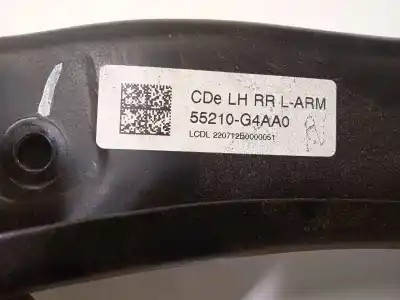 CDe LH RR L-ARM
55210-G4AA0
LCDL 220712B0000051